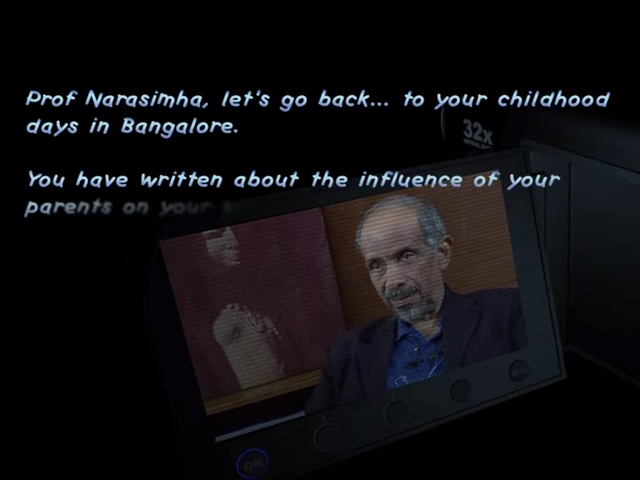 Prof Narasimha, let's go back... to your childhood
days in Bangalore.
You have written about the influence of your
parents on your
32x
OK